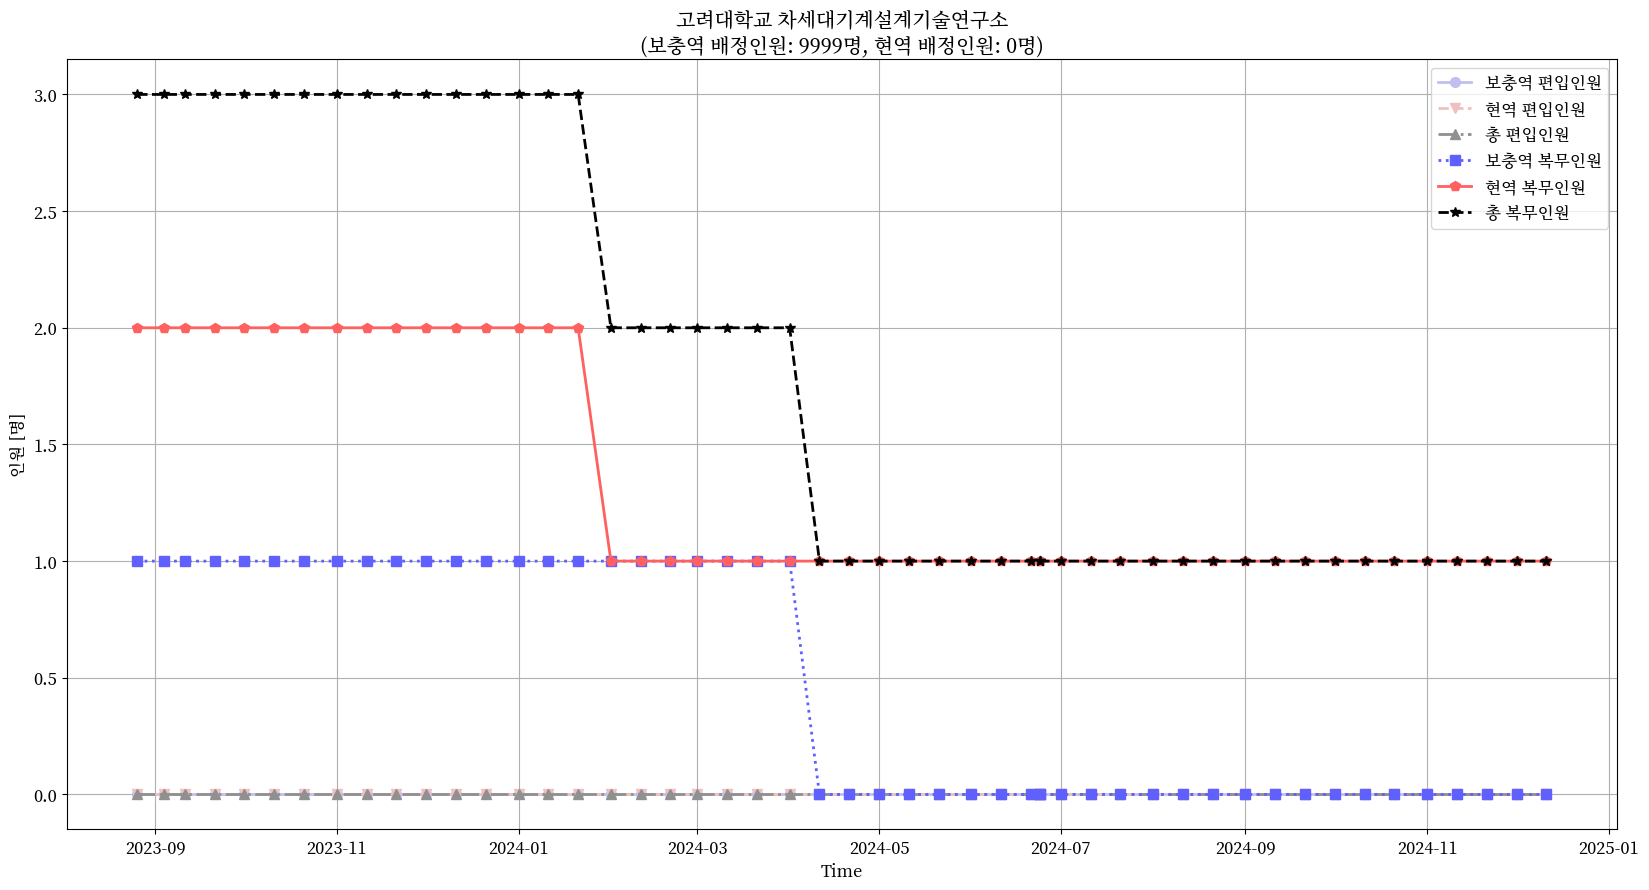 고려대학교 차세대기계설계기술연구소
(보충역 배정인원: 9999명, 현역 배정인원: 0명)
보충역 편입인원
현역 편입인원
총 편입인원
보충역 복무인원
현역 복무인원
총 복무인원
인원 [명]
3.0
2.5
2.0
1.5
1.0
0.5
0.0
2023-09
2023-11
2024-01
2024-03
2024-05
2024-07
2024-09
2024-11
2025-01
Time